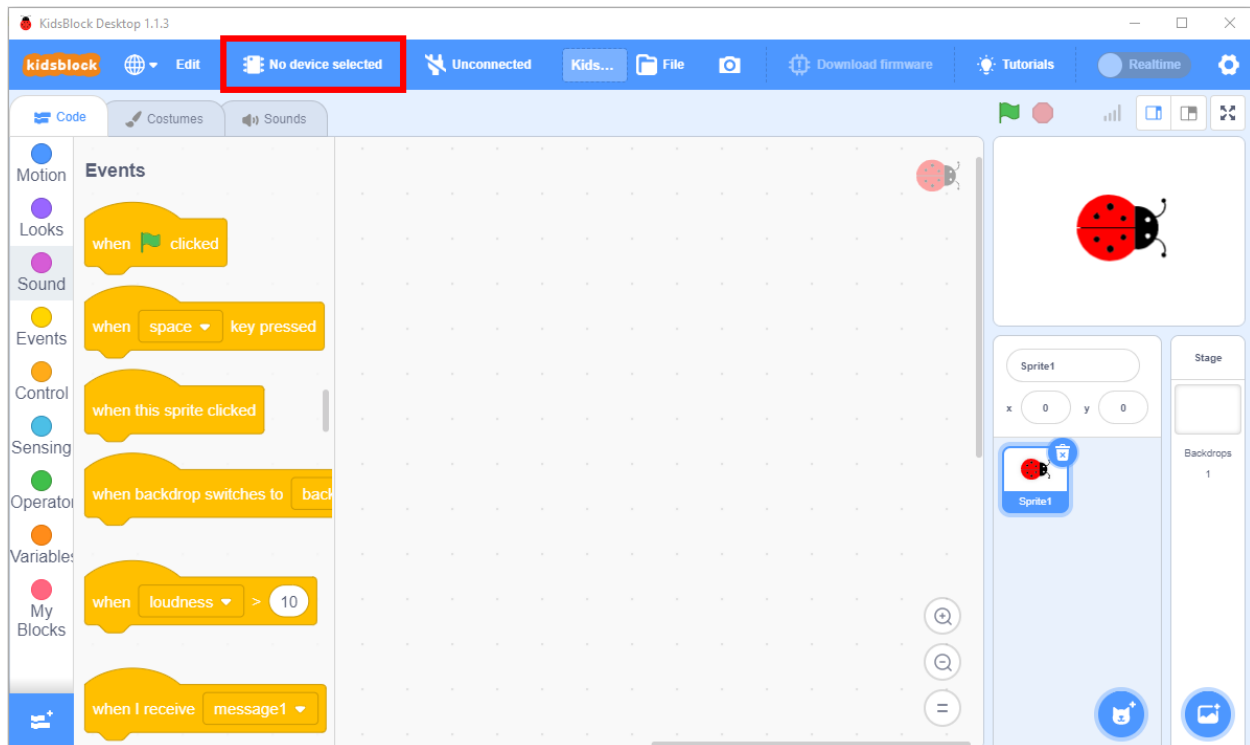 KidsBlock Desktop 1.1.3
kidsblock Edit No device selected Unconnected Kids... File Download firmware Tutorials Realtime
Code Costumes Sounds
Motion
Looks
Sound
Events
Control
Sensing
Operator
Variables
My
Blocks
Events
when clicked
when space key pressed
when this sprite clicked
when backdrop switches to back
when loudness > 10
when I receive message1
Sprite1
x 0 y 0
Sprite1
Stage
Backdrops
1